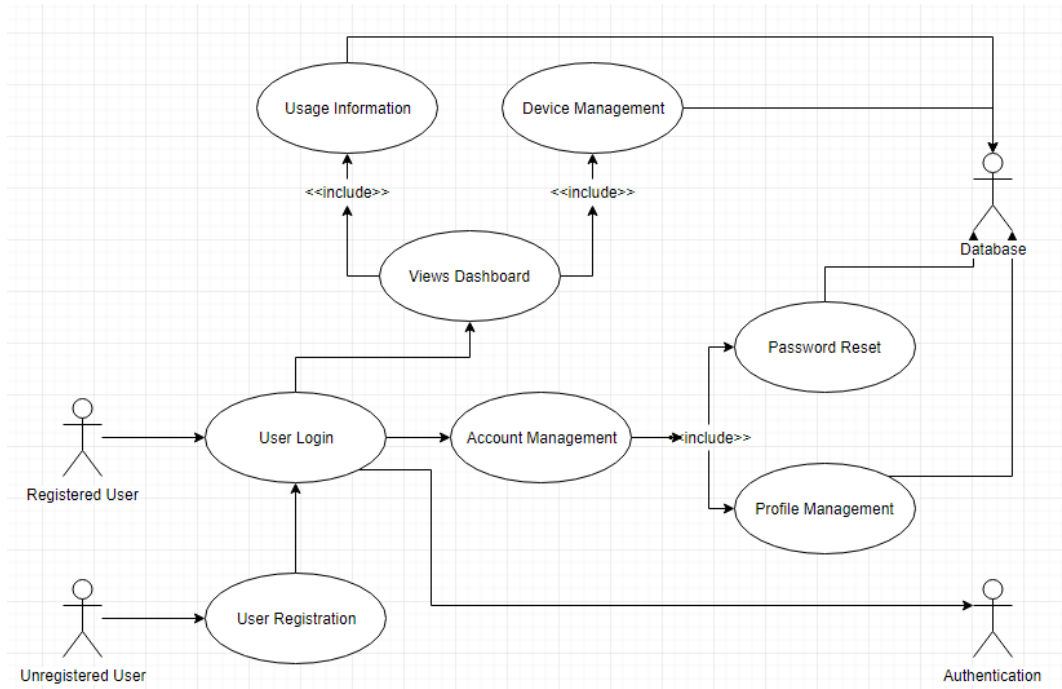 Usage Information
Device Management
<<include>>
<<include>>
Database
Views Dashboard
Password Reset
User Login
Account Management
<include>>
Registered User
Profile Management
User Registration
Unregistered User
Authentication